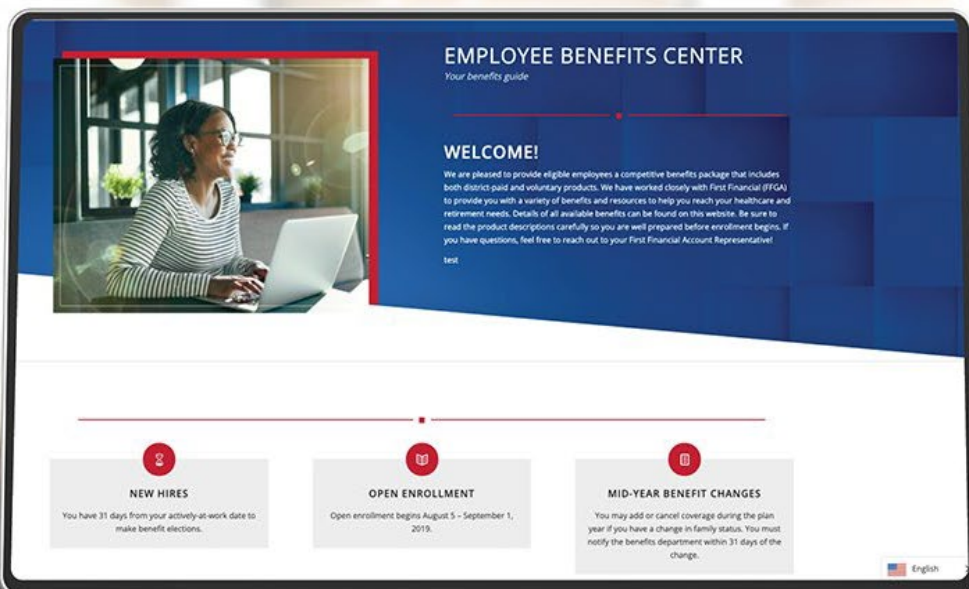 EMPLOYEE BENEFITS CENTER
Your benefits guide
WELCOME!
We are pleased to provide eligible employees a competitive benefits package that includes
both district-paid and voluntary products. We have worked closely with First Financial (FFGA)
to provide you with a variety of benefits and resources to help you reach your healthcare and
retirement needs. Details of all available benefits can be found on this website. Be sure to
read the product descriptions carefully so you are well prepared before enrollment begins. If
you have questions, feel free to reach out to your First Financial Account Representative!
test
NEW HIRES
You have 31 days from your actively-at-work date to
make benefit elections.
OPEN ENROLLMENT
Open enrollment begins August 5 – September 1,
2019.
MID-YEAR BENEFIT CHANGES
You may add or cancel coverage during the plan
year if you have a change in family status. You must
notify the benefits department within 31 days of the
change.
English